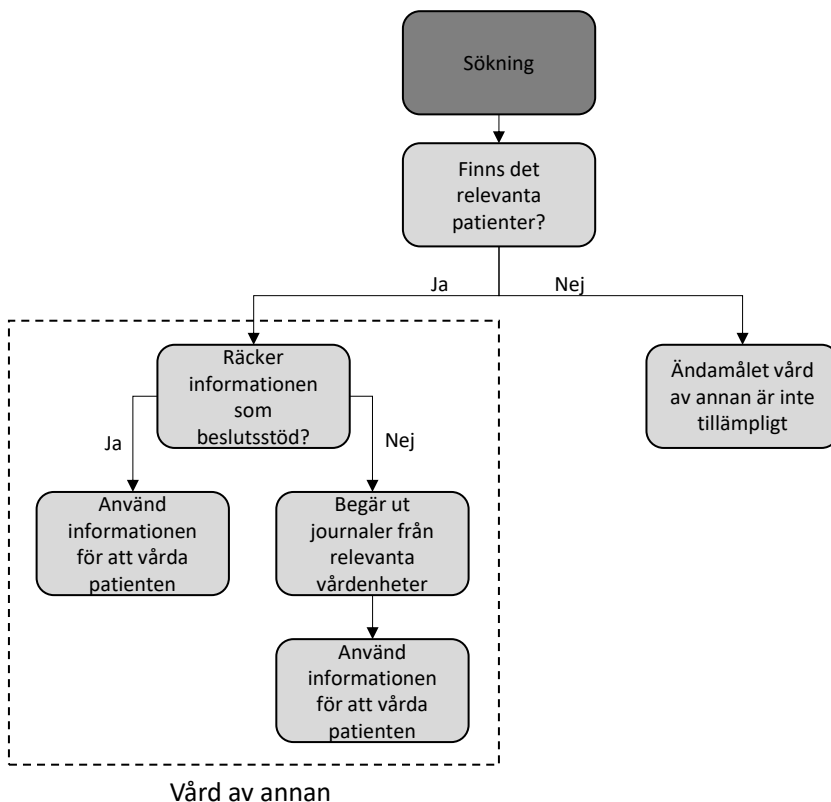 Sökning
Finns det
relevanta
patienter?
Ja
Nej
Räcker
informationen
som
beslutsstöd?
Ändamålet vård
av annan är inte
tillämpligt
Ja
Nej
Använd
informationen
för att vårda
patienten
Begär ut
journaler från
relevanta
vårdenheter
Använd
informationen
för att vårda
patienten
Vård av annan